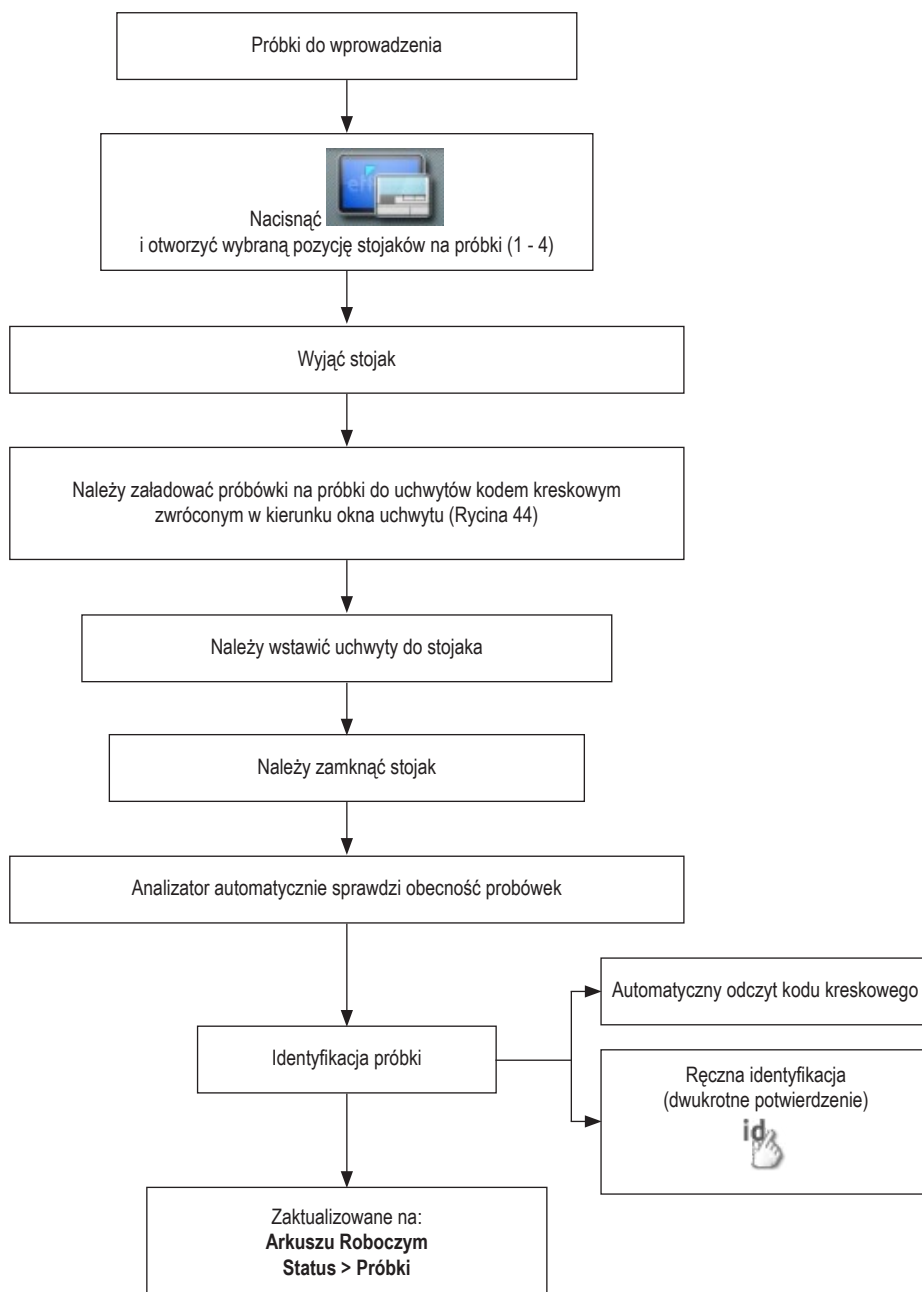 Próbki do wprowadzenia
Nacisnąć
i otworzyć wybraną pozycję stojaków na próbki (1 - 4)
Wyjąć stojak
Należy załadować próbówki na próbki do uchwytów kodem kreskowym
zwróconym w kierunku okna uchwytu (Rycina 44)
Należy wstawić uchwyty do stojaka
Należy zamknąć stojak
Analizator automatycznie sprawdzi obecność probówek
Identyfikacja próbki
Automatyczny odczyt kodu kreskowego
Ręczna identyfikacja
(dwukrotne potwierdzenie)
id
Zaktualizowane na:
Arkuszu Roboczym
Status > Próbki